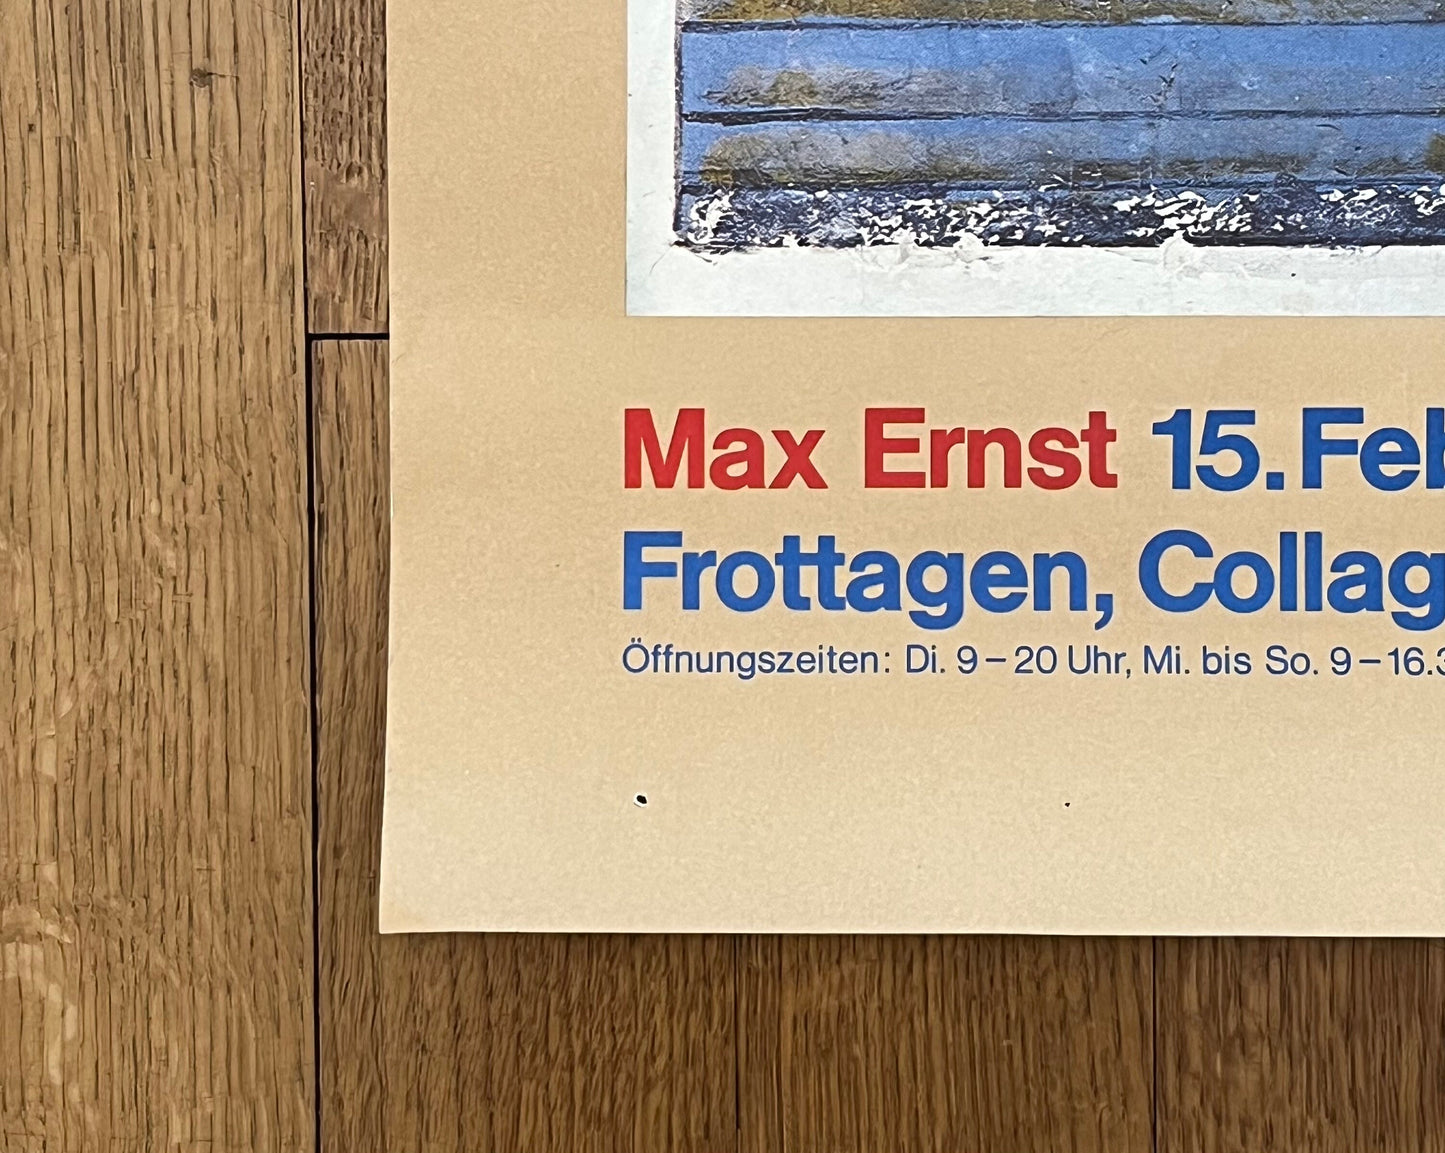 Max Ernst 15. Feb
Frottagen, Collag
Öffnungszeiten: Di. 9–20 Uhr, Mi. bis So. 9–16.3